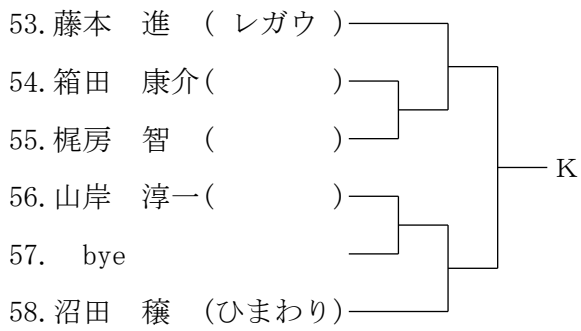 53.藤本　進　( レガウ )
54.箱田　康介(　　　　)
55.梶房　智　(　　　　)
56.山岸　淳一(　　　　)
57.　bye
58.沼田　穣　(ひまわり)
K